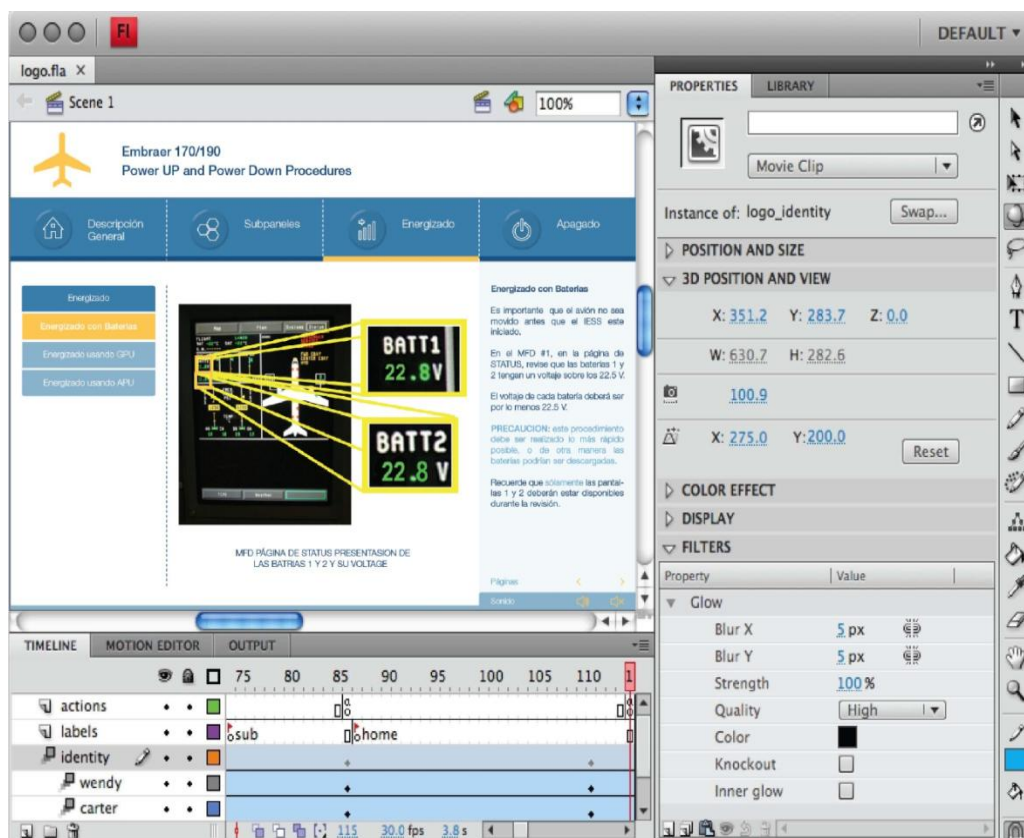 Fl
DEFAULT
logo.fla X
Scene 1
100%
Embraer 170/190
Power UP and Power Down Procedures
Descripción
General
Subpaneles
Energizado
Apagado
Energizado
Energizado con Baterias
Energizado usando GPU
Energizado usando APU
BATT1
22.8V
BATT2
22.8 V
MFD PÁGINA DE STATUS PRESENTASION DE
LAS BATRIAS 1 Y 2 Y SU VOLTAGE
Energizado con Baterias
Es importante que el avión no sea
movido antes que el IESS este
iniciado.
En el MFD #1, en la página de
STATUS, revise que las baterias 1 y
2 tengan un voltaje sobre los 22.5 V.
El voltaje de cada batería deberá ser
por lo menos 22.5 V.
PRECAUCION: este procedimiento
debe ser realizado lo más rápido
posible, o de otra manera las
baterias podrían ser descargadas.
Recuerde que sólamente las pantal-
las 1 y 2 deberán estar disponibles
durante la revisión.
Páginas
Sonido
TIMELINE MOTION EDITOR OUTPUT
75 80 85 90 95 100 105 110 1
actions
a a
labels
sub home
identity
wendy
carter
115 30.0 fps 3.8 s
PROPERTIES LIBRARY
Movie Clip
Instance of: logo_identity Swap...
POSITION AND SIZE
3D POSITION AND VIEW
X: 351.2 Y: 283.7 Z: 0.0
W: 630.7 H: 282.6
100.9
X: 275.0 Y: 200.0
Reset
COLOR EFFECT
DISPLAY
FILTERS
Property Value
Glow
Blur X 5 px
Blur Y 5 px
Strength 100 %
Quality High
Color
Knockout
Inner glow
T